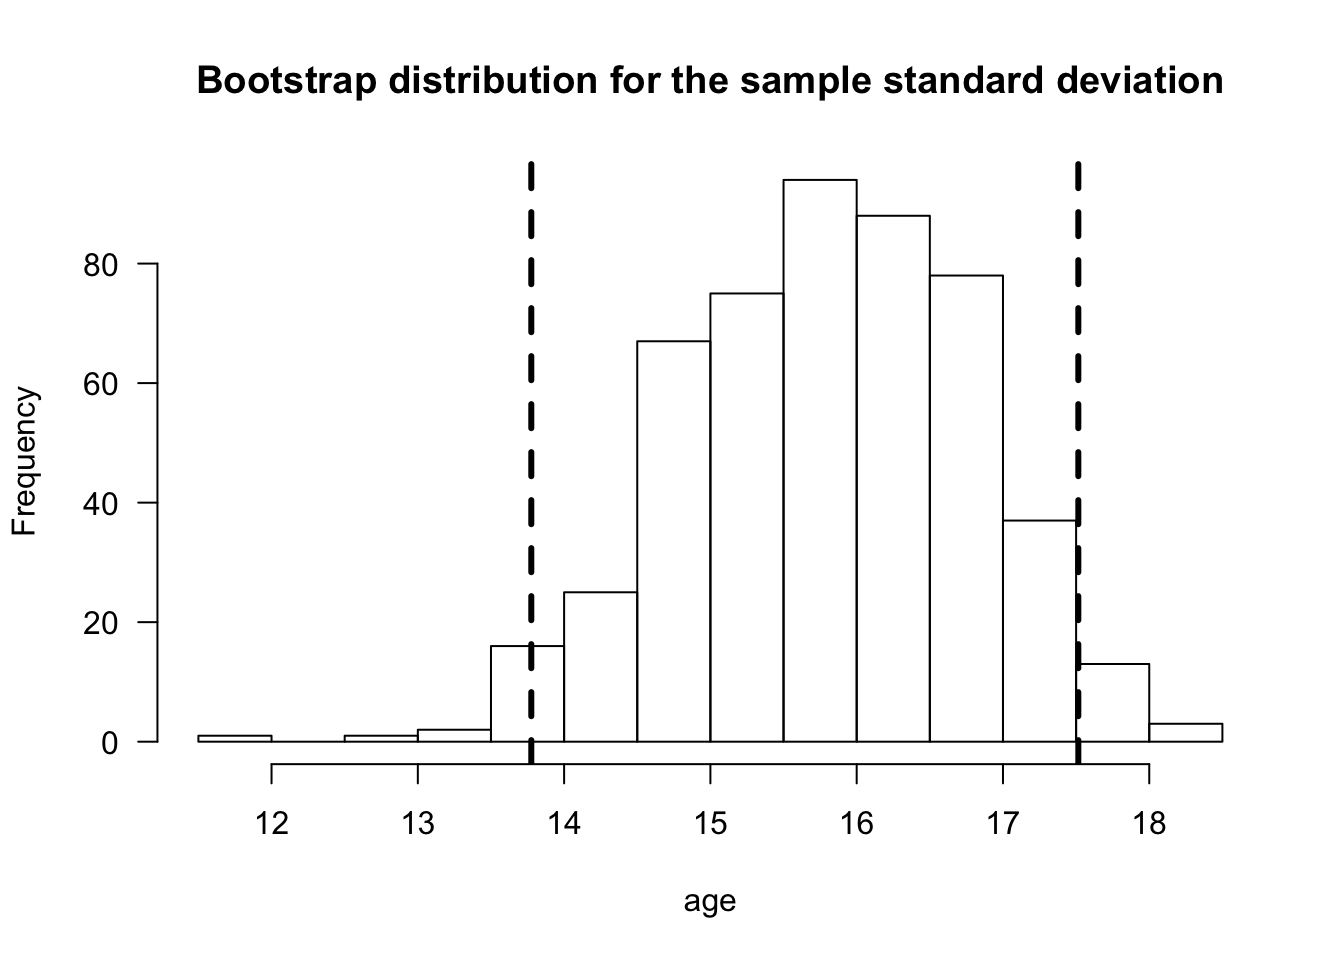 Bootstrap distribution for the sample standard deviation
Frequency
80
60
40
20
0
12 13 14 15 16 17 18
age